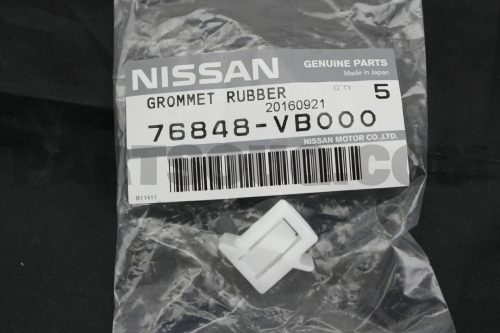 NISSAN
GENUINE PARTS
Made in Japan
GROMMET RUBBER
Q'TY 5
20160921
76848-VB000
NISSAN MOTOR CO.,LTD.
B11411